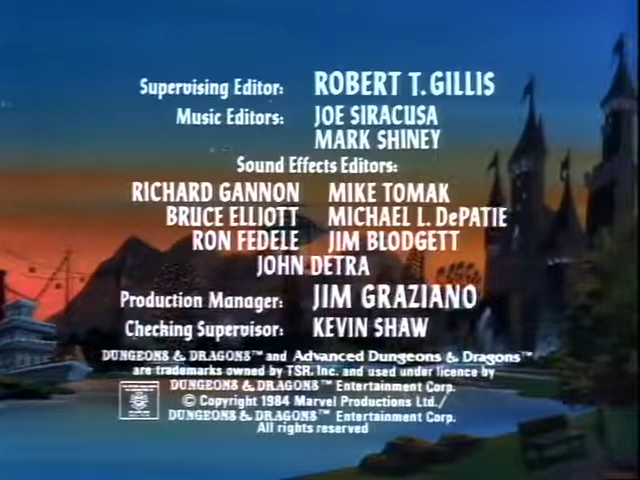 Supervising Editor: ROBERT T. GILLIS
Music Editors: JOE SIRACUSA
MARK SHINEY
Sound Effects Editors:
RICHARD GANNON MIKE TOMAK
BRUCE ELLIOTT MICHAEL L. DePATIE
RON FEDELE JIM BLODGETT
JOHN DETRA
Production Manager: JIM GRAZIANO
Checking Supervisor: KEVIN SHAW
DUNGEONS & DRAGONS™ and Advanced Dungeons & Dragons™
are trademarks owned by TSR, Inc. and used under licence by
DUNGEONS & DRAGONS™ Entertainment Corp.
© Copyright 1984 Marvel Productions Ltd./
DUNGEONS & DRAGONS™ Entertainment Corp.
All rights reserved